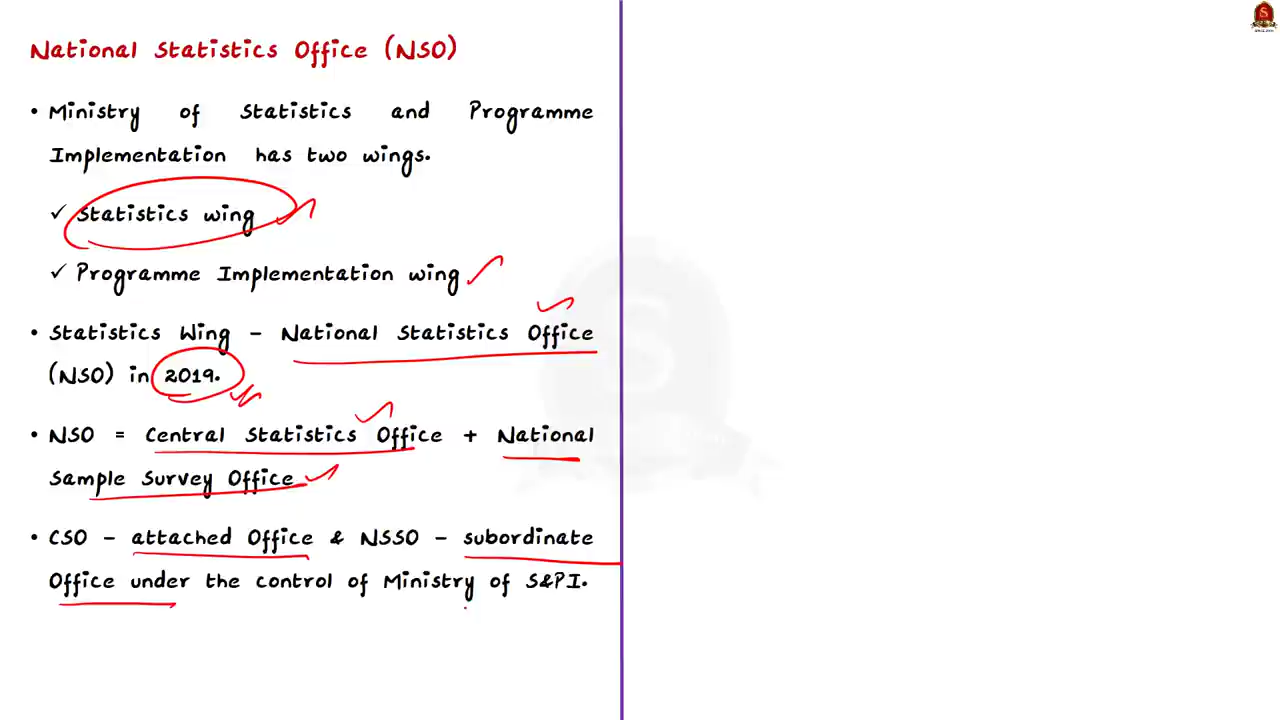 National Statistics Office (NSO)
• Ministry of Statistics and Programme
Implementation has two wings.
✓ Statistics wing
✓ Programme Implementation wing
• Statistics Wing – National Statistics Office
(NSO) in 2019.
• NSO = Central Statistics Office + National
Sample Survey Office
• CSO – attached Office & NSSO – subordinate
Office under the control of Ministry of S&PI.